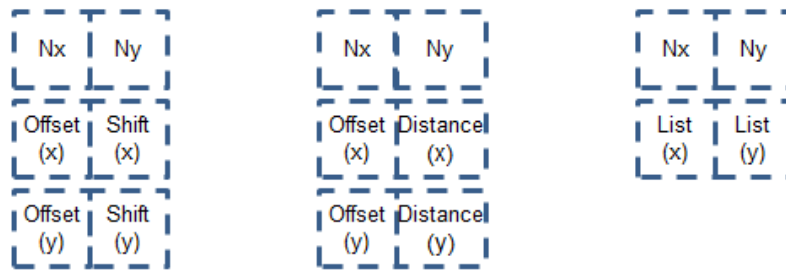 Nx Ny
Offset Shift
(x) (x)
Offset Shift
(y) (y)
Nx Ny
Offset Distance
(x) (x)
Offset Distance
(y) (y)
Nx Ny
List List
(x) (y)